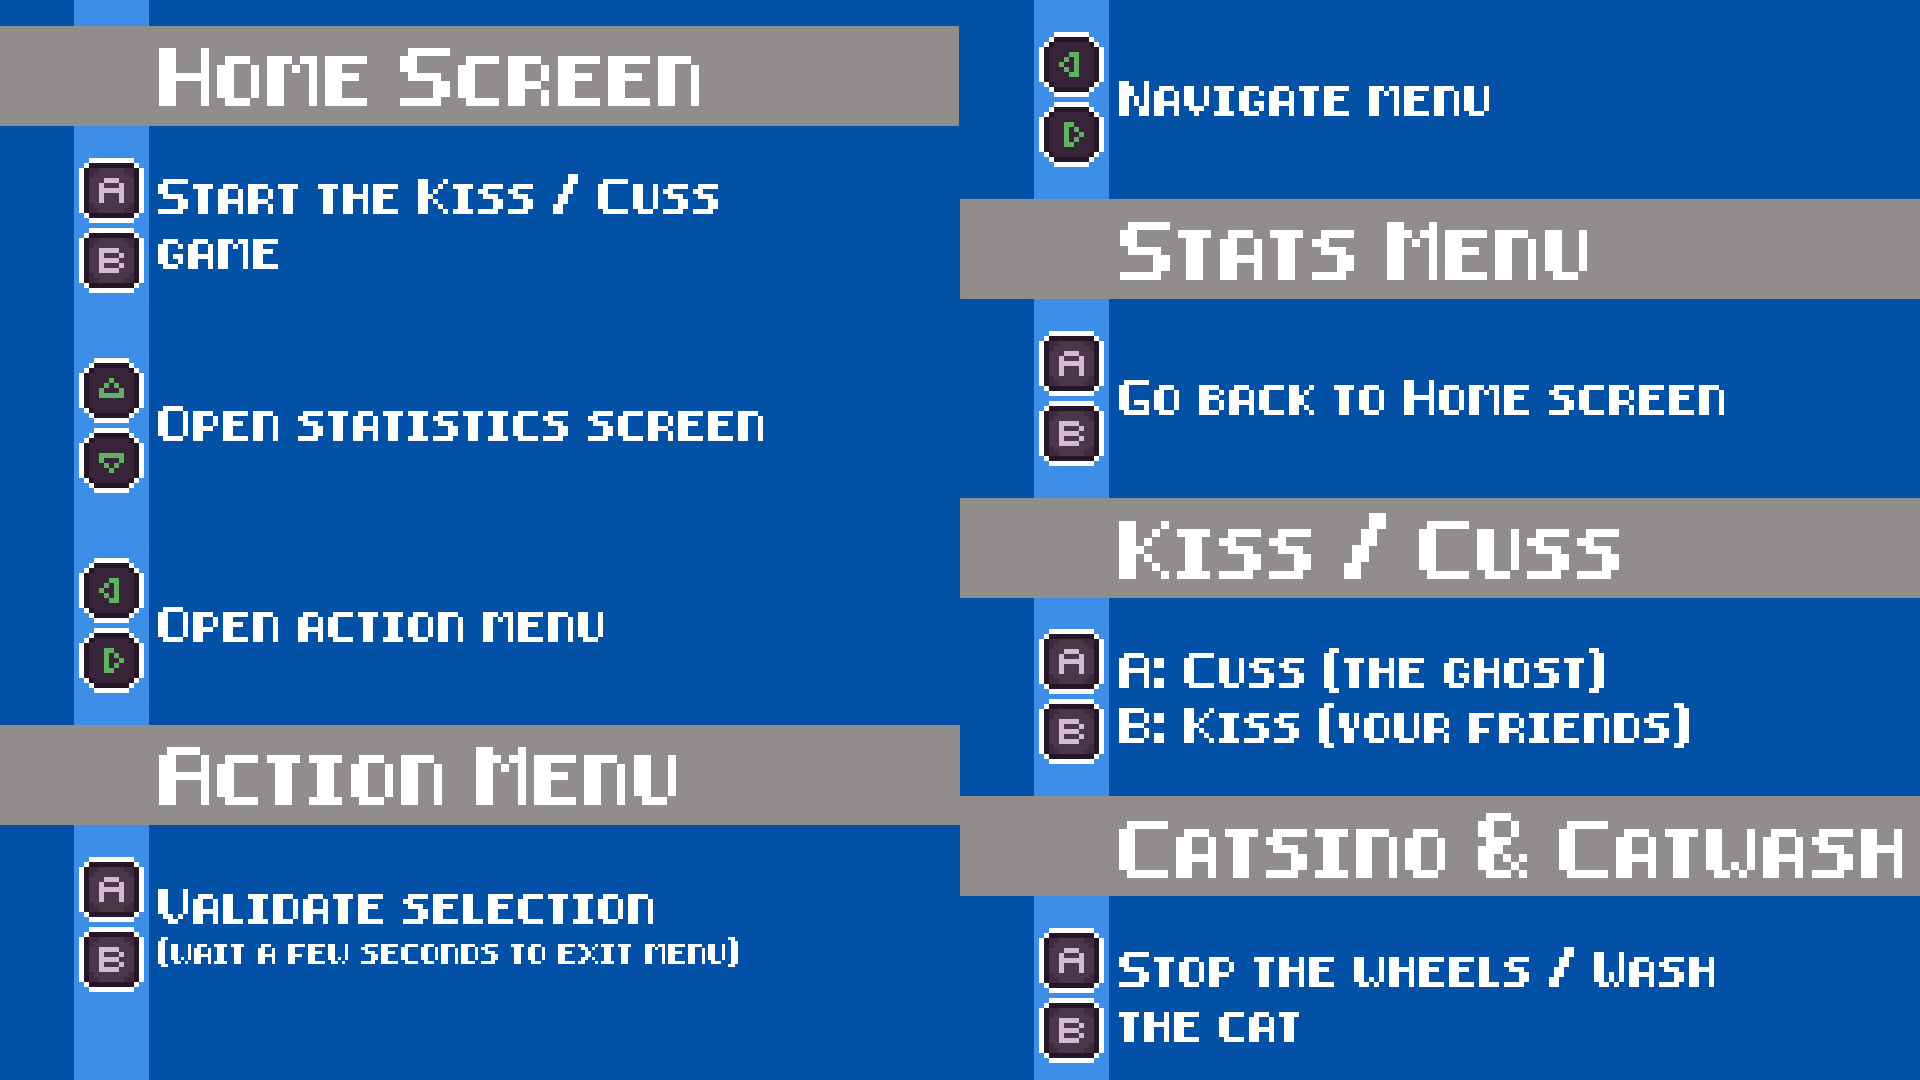 Home Screen
A
Start the Kiss / Cuss
game
B
Open statistics screen
Open action menu
Action Menu
A
Validate selection
(wait a few seconds to exit menu)
B
Navigate menu
Stats Menu
A
Go back to Home screen
B
Kiss / Cuss
A
A: Cuss (the ghost)
B: Kiss (your friends)
B
Catsino & Catwash
A
Stop the wheels / Wash
the cat
B